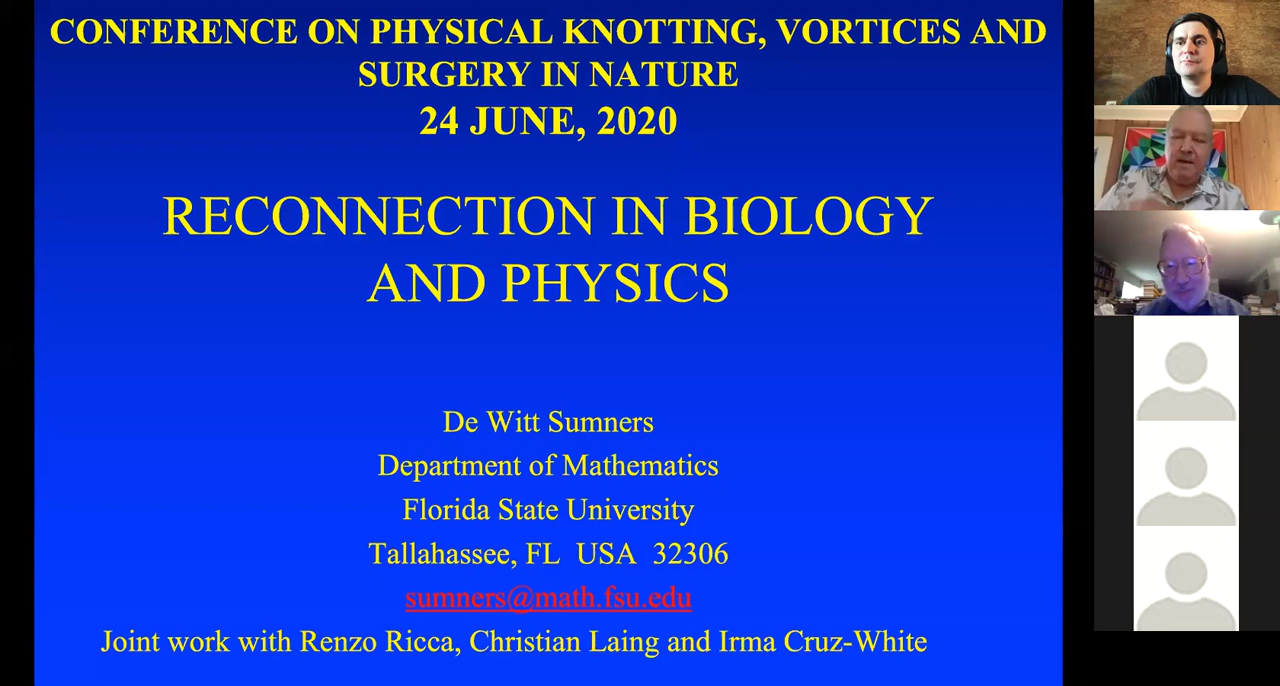 CONFERENCE ON PHYSICAL KNOTTING, VORTICES AND
SURGERY IN NATURE
24 JUNE, 2020
RECONNECTION IN BIOLOGY
AND PHYSICS
De Witt Sumners
Department of Mathematics
Florida State University
Tallahassee, FL USA 32306
sumners@math.fsu.edu
Joint work with Renzo Ricca, Christian Laing and Irma Cruz-White